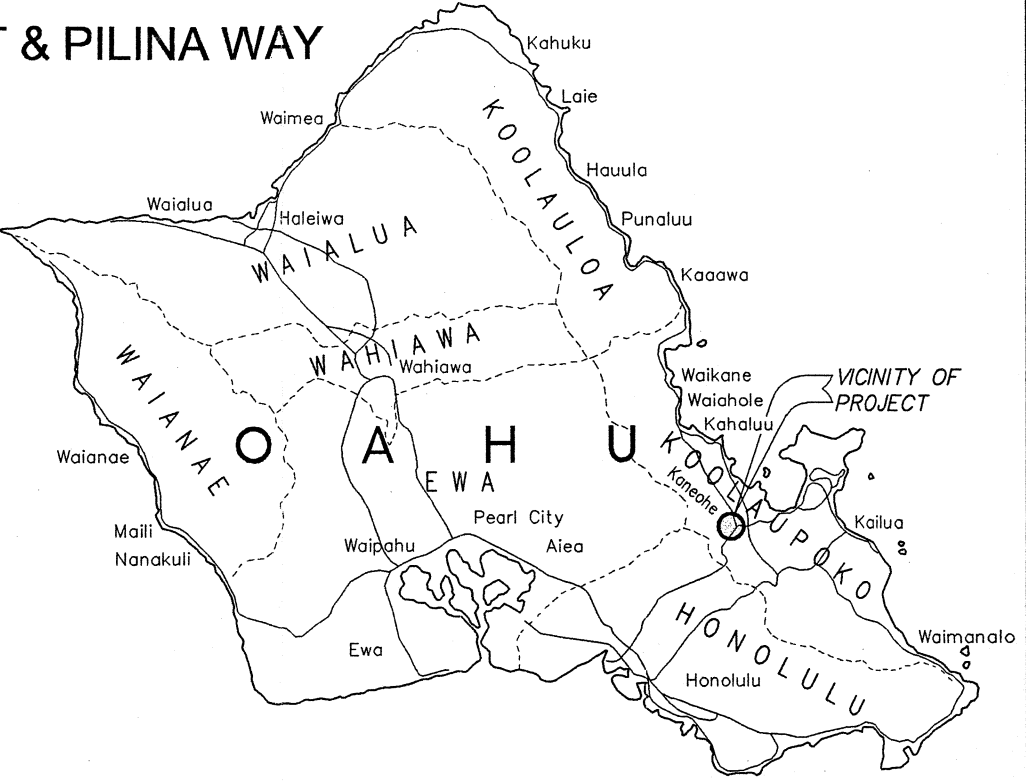 & PILINA WAY
Kahuku
Laie
Waimea
KOOLAULOA
Hauula
Waialua
Haleiwa
Punaluu
WAIALUA
Kaaawa
WAHIAWA
Wahiawa
WAIANAE
Waikane
Waiahole
Kahaluu
VICINITY OF
PROJECT
OAHU
KOOLAUPOKO
Waianae
EWA
Kaneohe
Pearl City
Kailua
Maili
Nanakuli
Waipahu
Aiea
HONOLULU
Waimanalo
Ewa
Honolulu